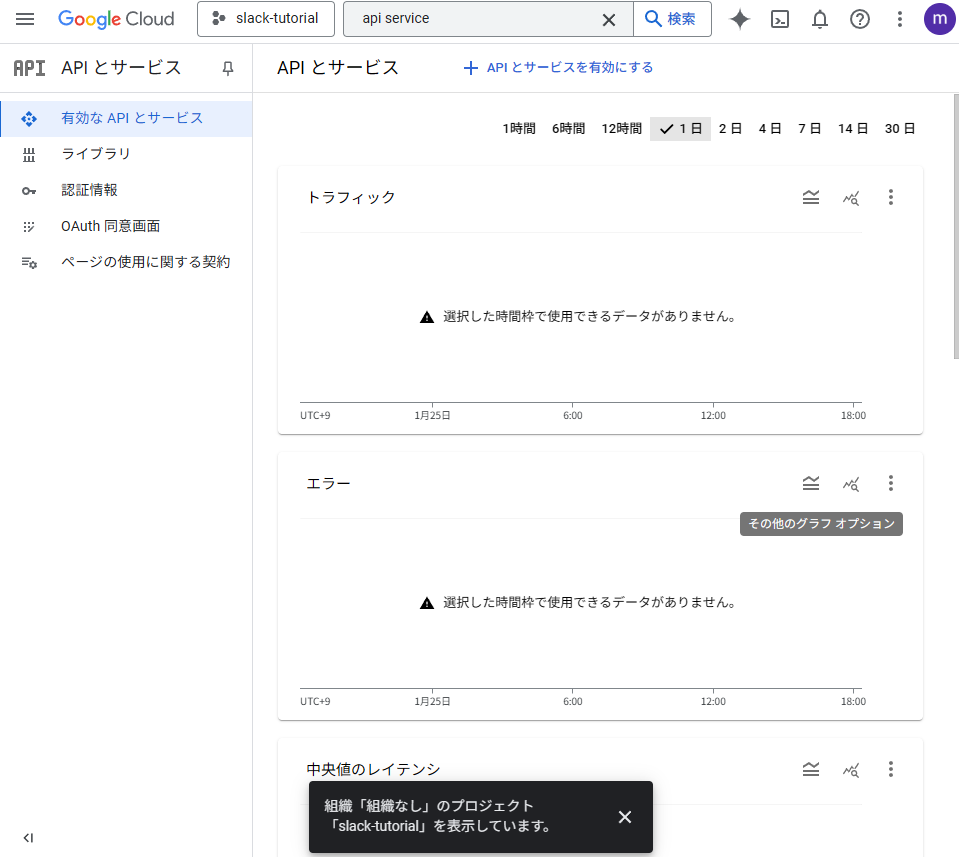 Google Cloud
slack-tutorial
api service
検索
m
API
API とサービス
API とサービス
API とサービスを有効にする
有効な API とサービス
ライブラリ
認証情報
OAuth 同意画面
ページの使用に関する契約
1時間 6時間 12時間 1 日 2 日 4 日 7 日 14 日 30 日
トラフィック
選択した時間枠で使用できるデータがありません。
UTC+9 1月25日 6:00 12:00 18:00
エラー
その他のグラフ オプション
選択した時間枠で使用できるデータがありません。
UTC+9 1月25日 6:00 12:00 18:00
中央値のレイテンシ
組織「組織なし」のプロジェクト
「slack-tutorial」を表示しています。